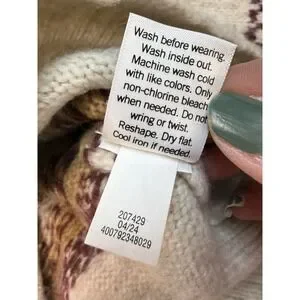 Wash before wearing.
Wash inside out.
Machine wash cold
with like colors. Only
non-chlorine bleach
when needed. Do not
wring or twist.
Reshape. Dry flat.
Cool iron if needed.
207429
04/24
400792348029